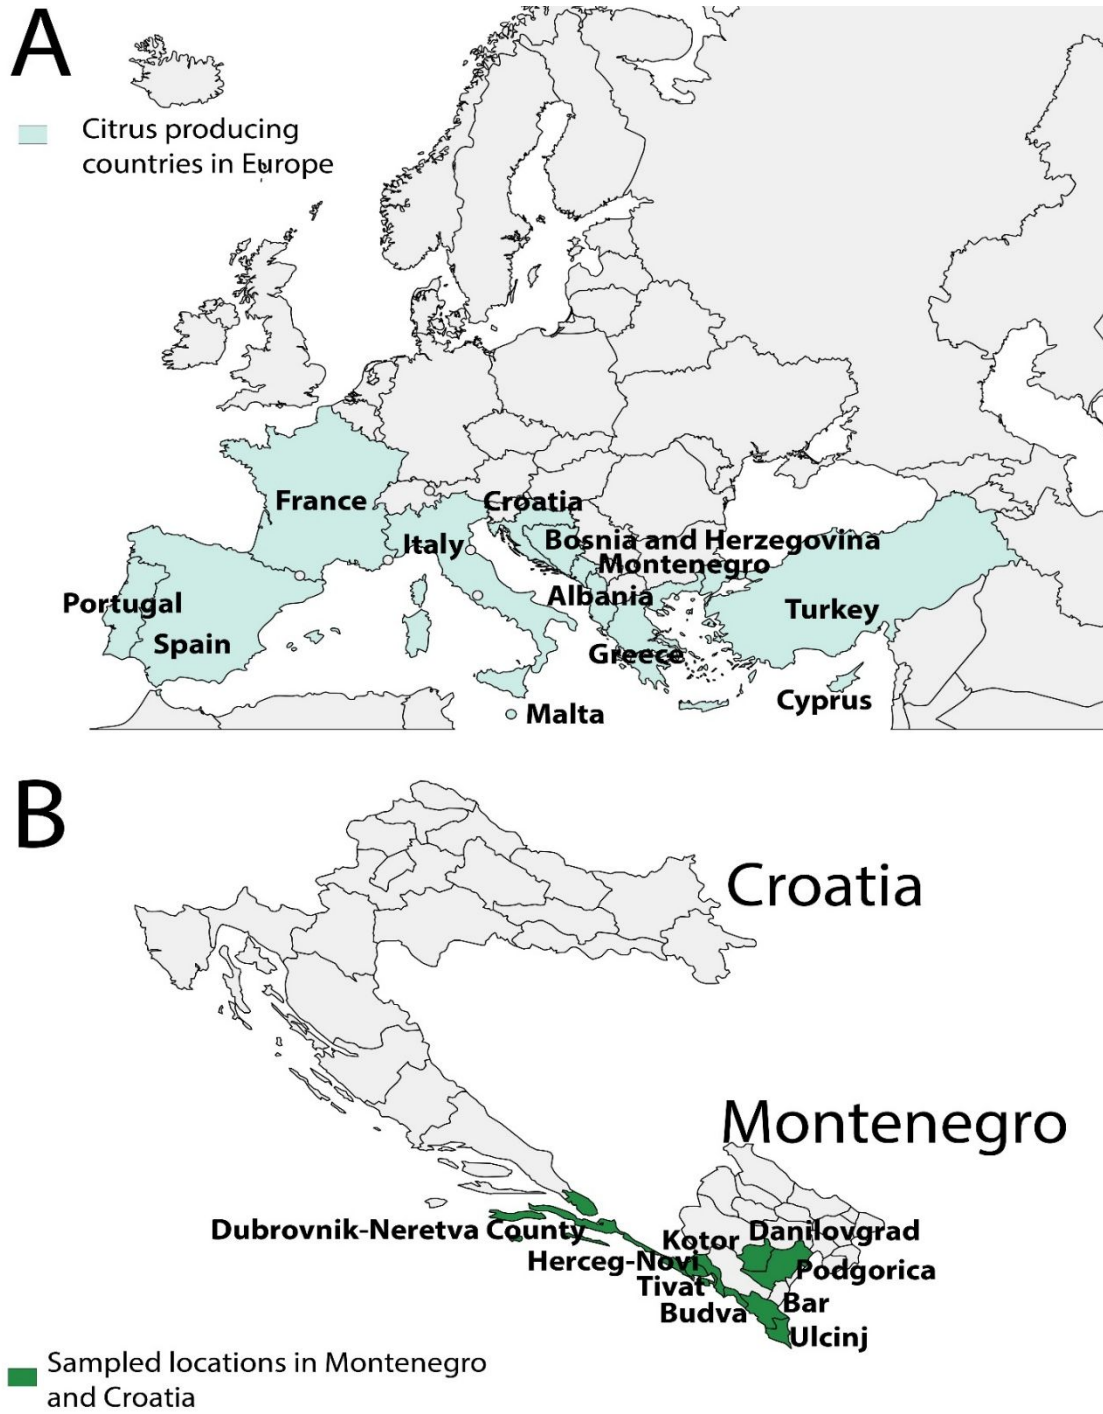 A
Citrus producing
countries in Europe
France
Croatia
Italy
Bosnia and Herzegovina
Montenegro
Albania
Portugal
Turkey
Spain
Greece
Cyprus
Malta
B
Croatia
Montenegro
Dubrovnik-Neretva County
Kotor
Danilovgrad
Herceg-Novi
Podgorica
Tivat
Budva
Bar
Ulcinj
Sampled locations in Montenegro
and Croatia